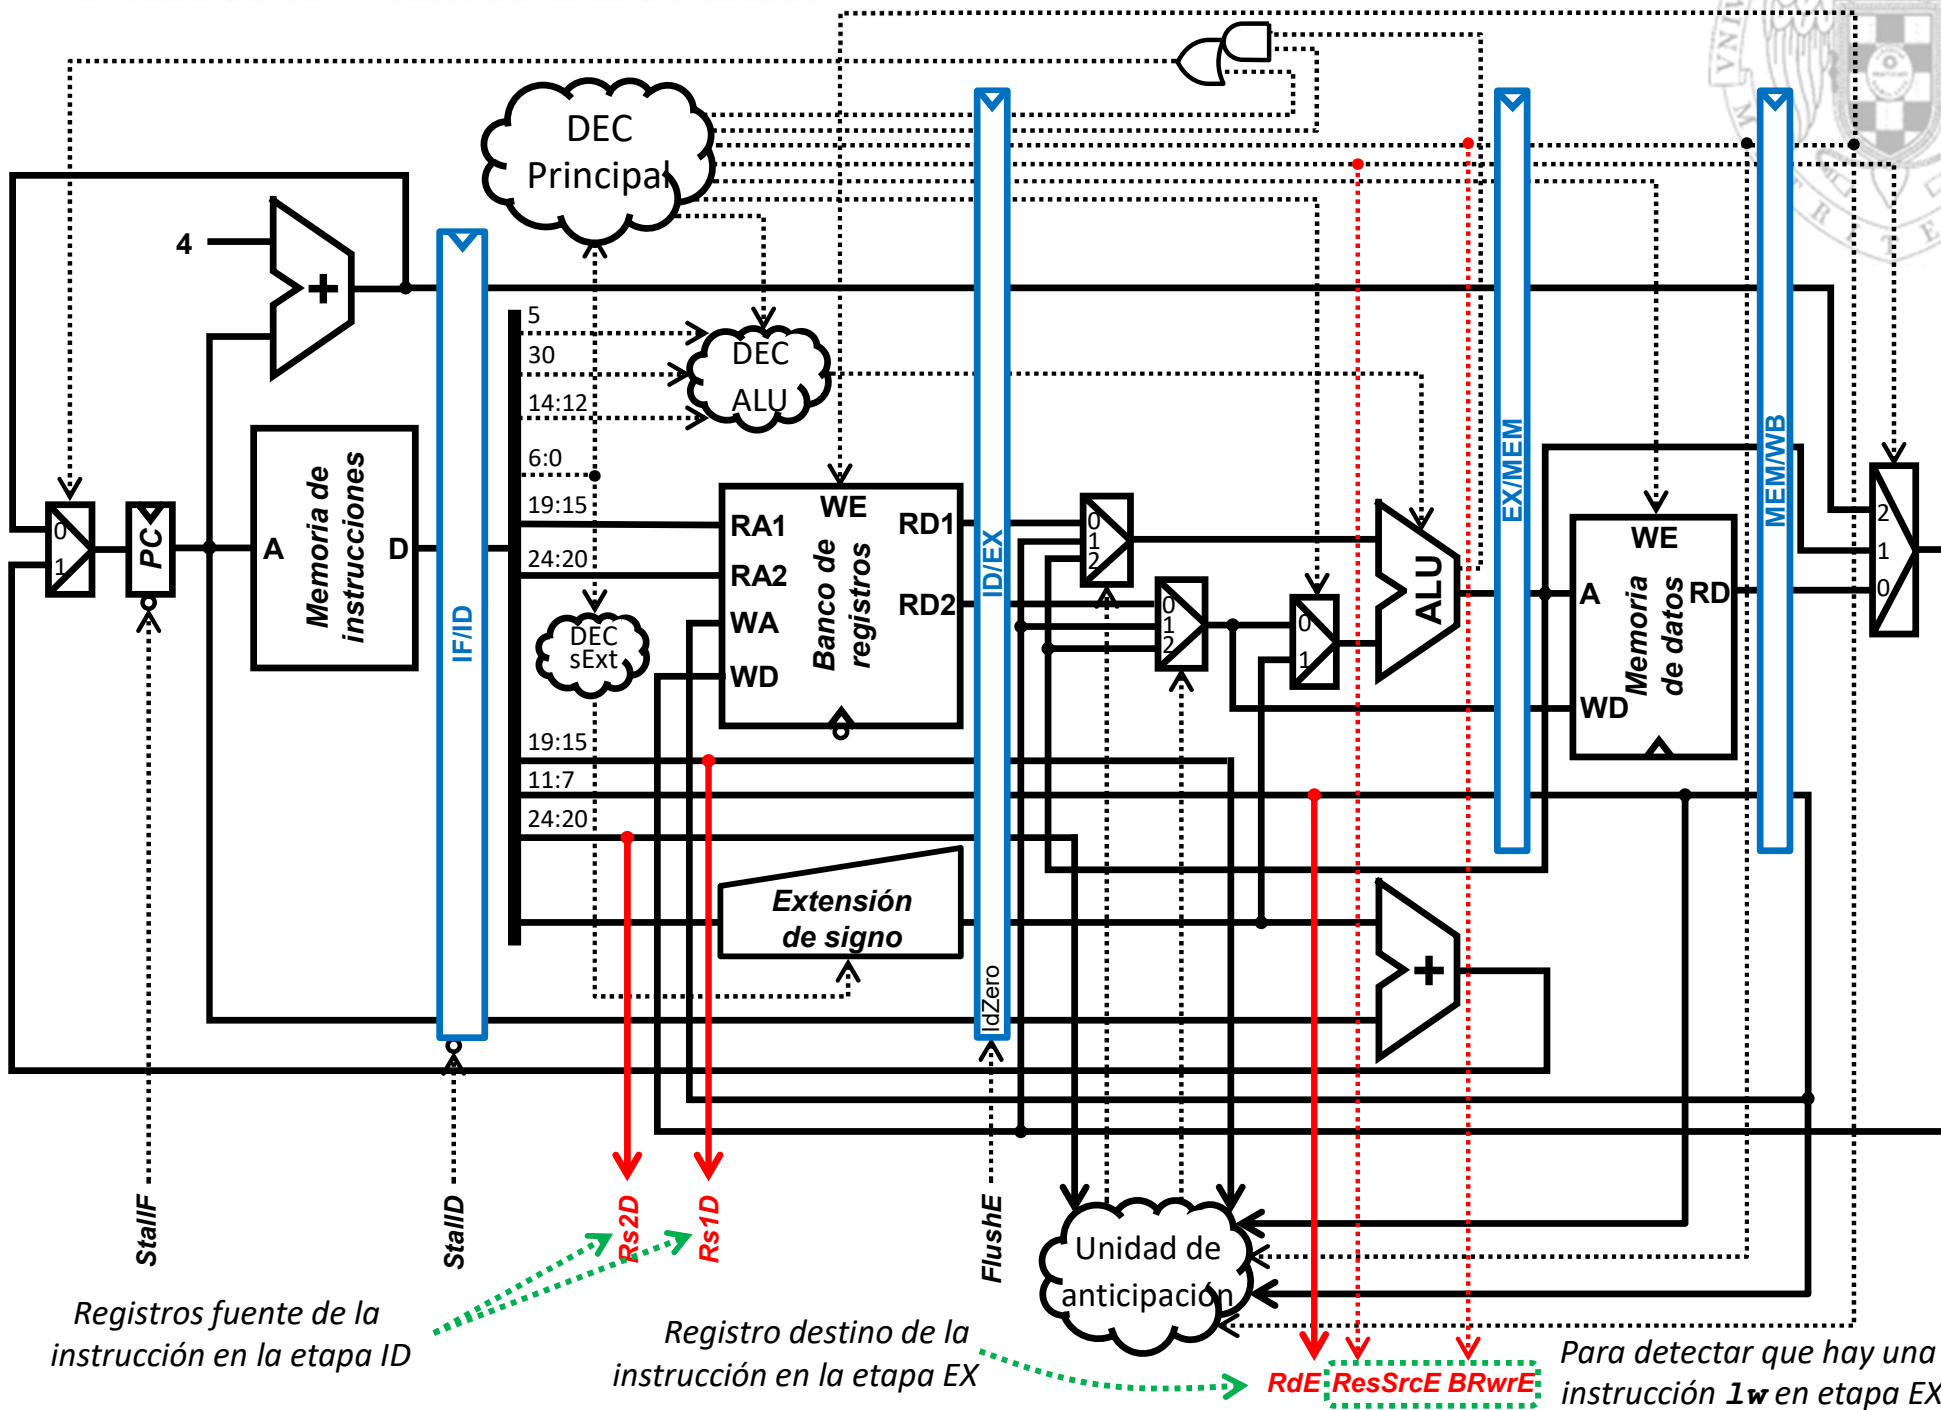 DEC
Principal
4
5
30
14:12
6:0
19:15
24:20
DEC
ALU
0
1
PC
A
D
Memoria de
instrucciones
IF/ID
DEC
sExt
RA1
RA2
WA
WD
WE
RD1
RD2
Banco de
registros
ID/EX
ldZero
0
1
2
0
1
2
0
1
ALU
EX/MEM
A
WE
RD
WD
Memoria
de datos
MEM/WB
2
1
0
19:15
11:7
24:20
Extensión
de signo
+
+
StallF
StallD
Rs2D
Rs1D
FlushE
Unidad de
anticipación
Registros fuente de la
instrucción en la etapa ID
Registro destino de la
instrucción en la etapa EX
RdE ResSrcE BRwrE
Para detectar que hay una
instrucción lw en etapa EX